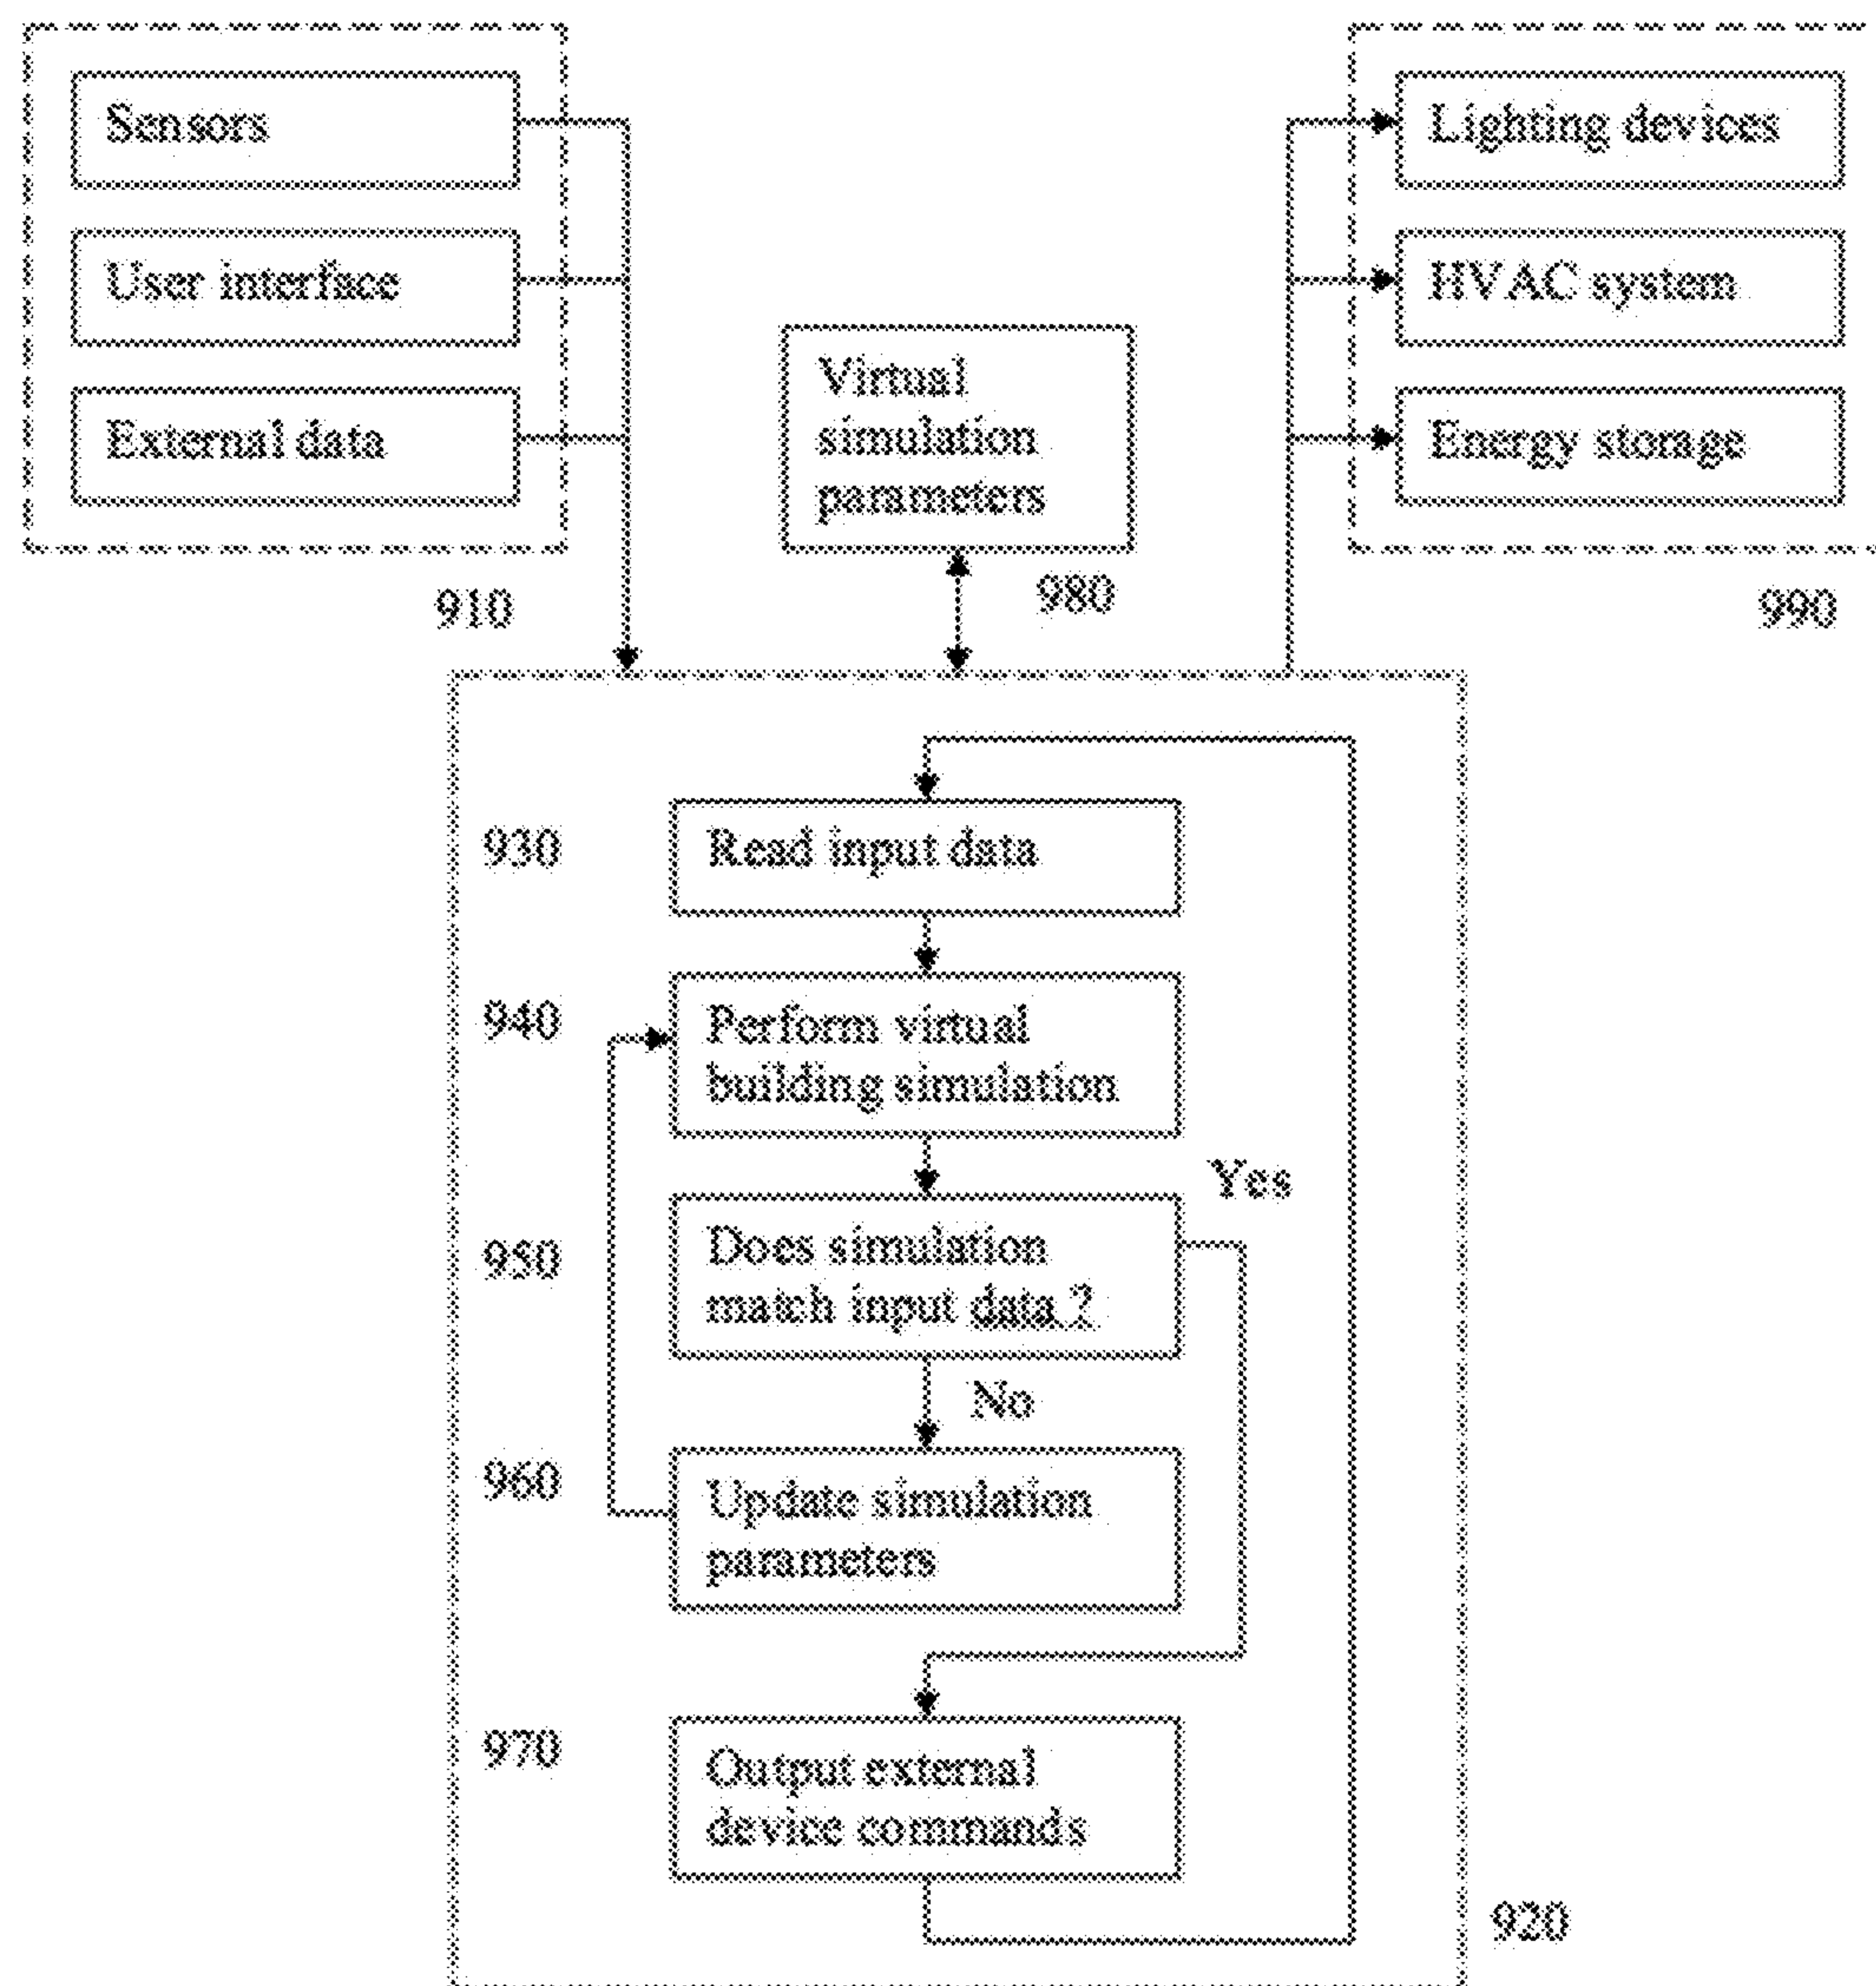 Sensors
User interface
External data
910
Virtual
simulation
parameters
980
Lighting devices
HVAC system
Energy storage
990
930
Read input data
940
Perform virtual
building simulation
Yes
950
Does simulation
match input data ?
No
960
Update simulation
parameters
970
Output external
device commands
920